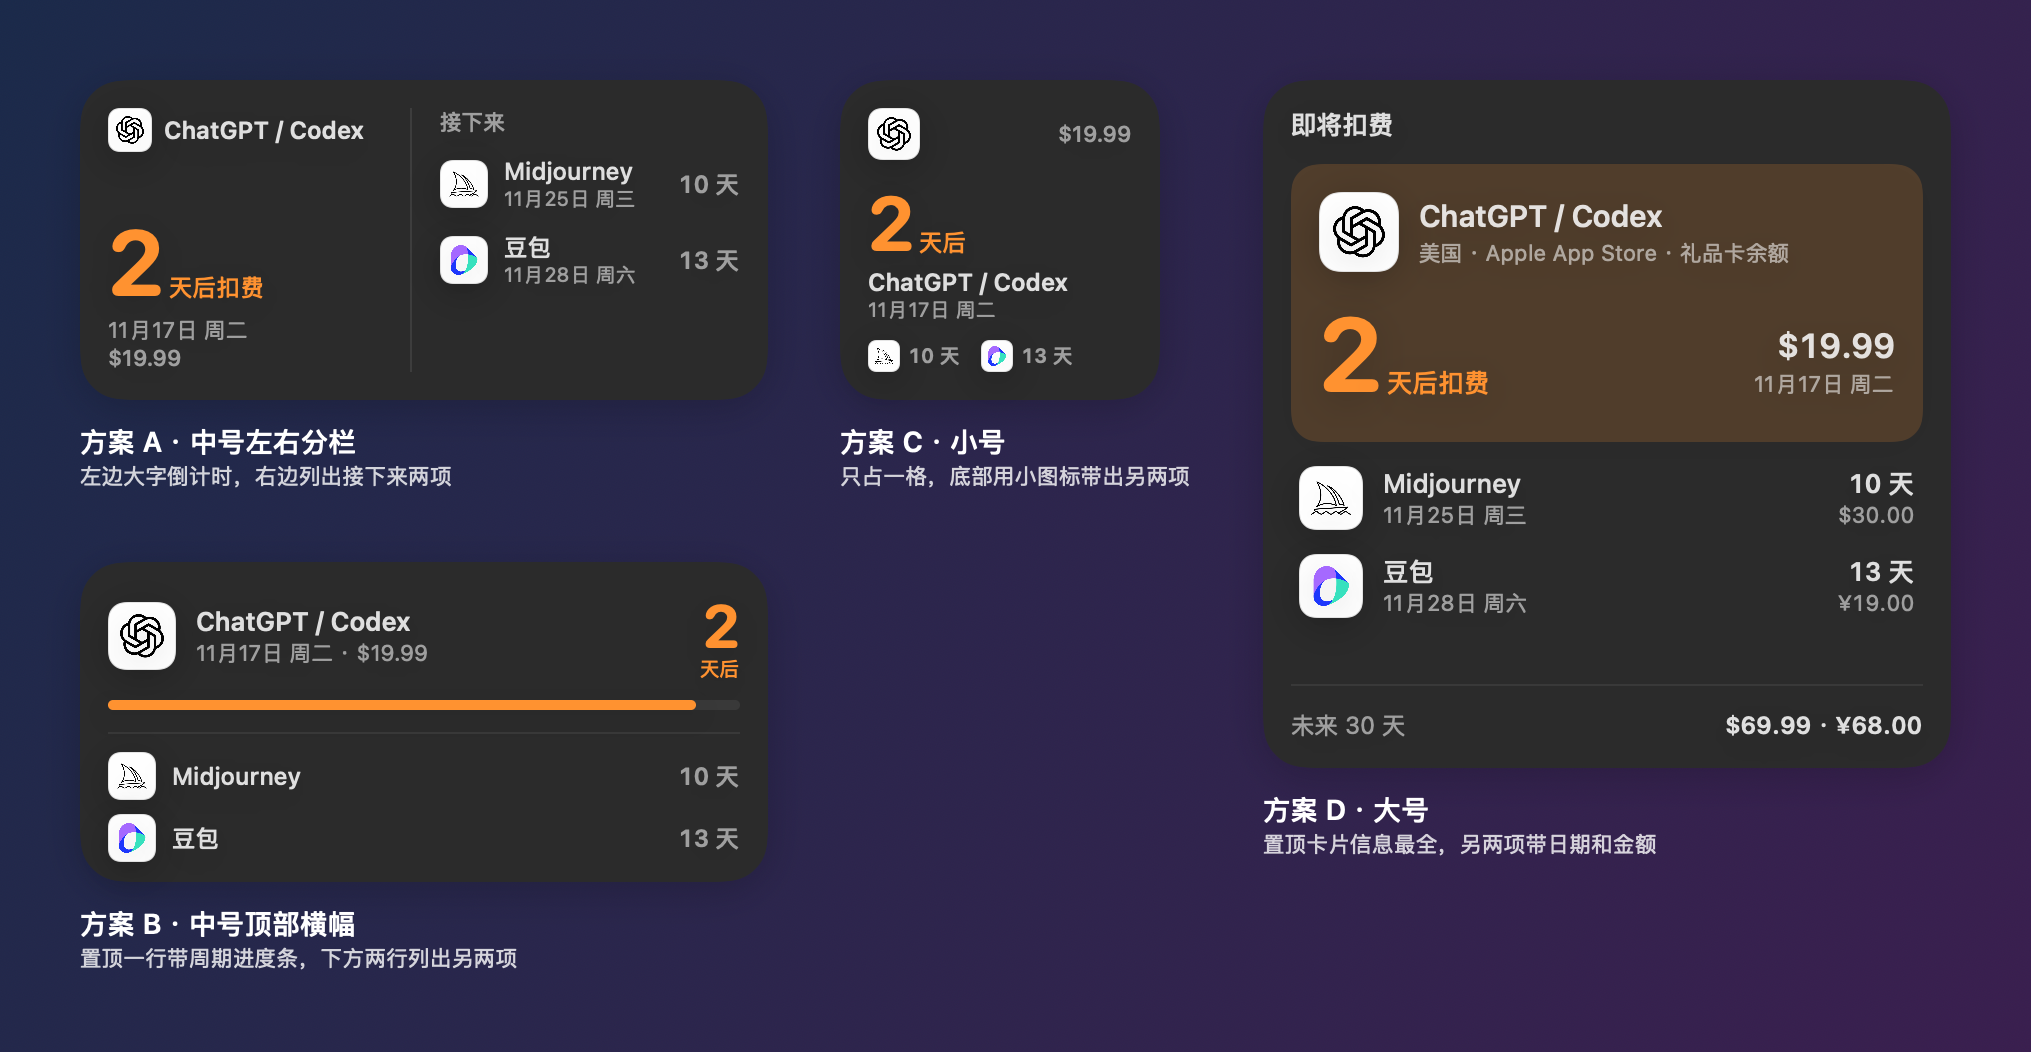 ChatGPT / Codex
2 天后扣费
11月17日 周二
$19.99
接下来
Midjourney
11月25日 周三
10 天
豆包
11月28日 周六
13 天
方案 A · 中号左右分栏
左边大字倒计时，右边列出接下来两项
$19.99
2 天后
ChatGPT / Codex
11月17日 周二
10 天 13 天
方案 C · 小号
只占一格，底部用小图标带出另两项
即将扣费
ChatGPT / Codex
美国 · Apple App Store · 礼品卡余额
2 天后扣费
$19.99
11月17日 周二
Midjourney
11月25日 周三
10 天
$30.00
豆包
11月28日 周六
13 天
¥19.00
未来 30 天
$69.99 · ¥68.00
方案 D · 大号
置顶卡片信息最全，另两项带日期和金额
ChatGPT / Codex
11月17日 周二 · $19.99
2
天后
Midjourney
10 天
豆包
13 天
方案 B · 中号顶部横幅
置顶一行带周期进度条，下方两行列出另两项